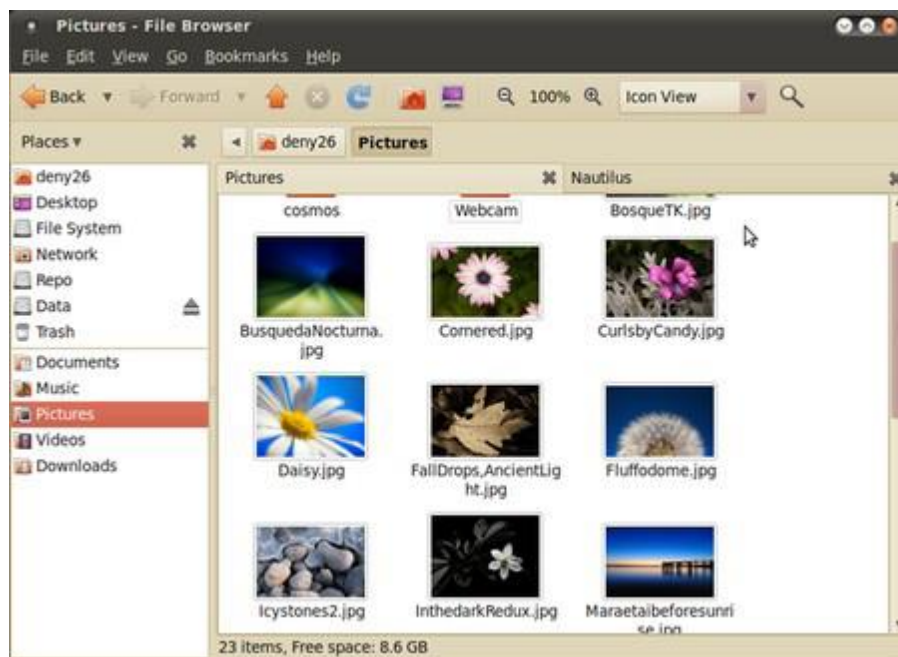 Pictures - File Browser
File Edit View Go Bookmarks Help
Back Forward 100% Icon View
Places deny26 Pictures
Pictures Nautilus
deny26
Desktop
File System
Network
Repo
Data
Trash
Documents
Music
Pictures
Videos
Downloads
cosmos Webcam BosqueTK.jpg
BusquedaNocturna.
jpg
Cornered.jpg CurlsbyCandy.jpg
Daisy.jpg
FallDrops,AncientLig
ht.jpg
Fluffodome.jpg
Icystones2.jpg InthedarkRedux.jpg
Maraetaibeforesunri
se.jpg
23 items, Free space: 8.6 GB